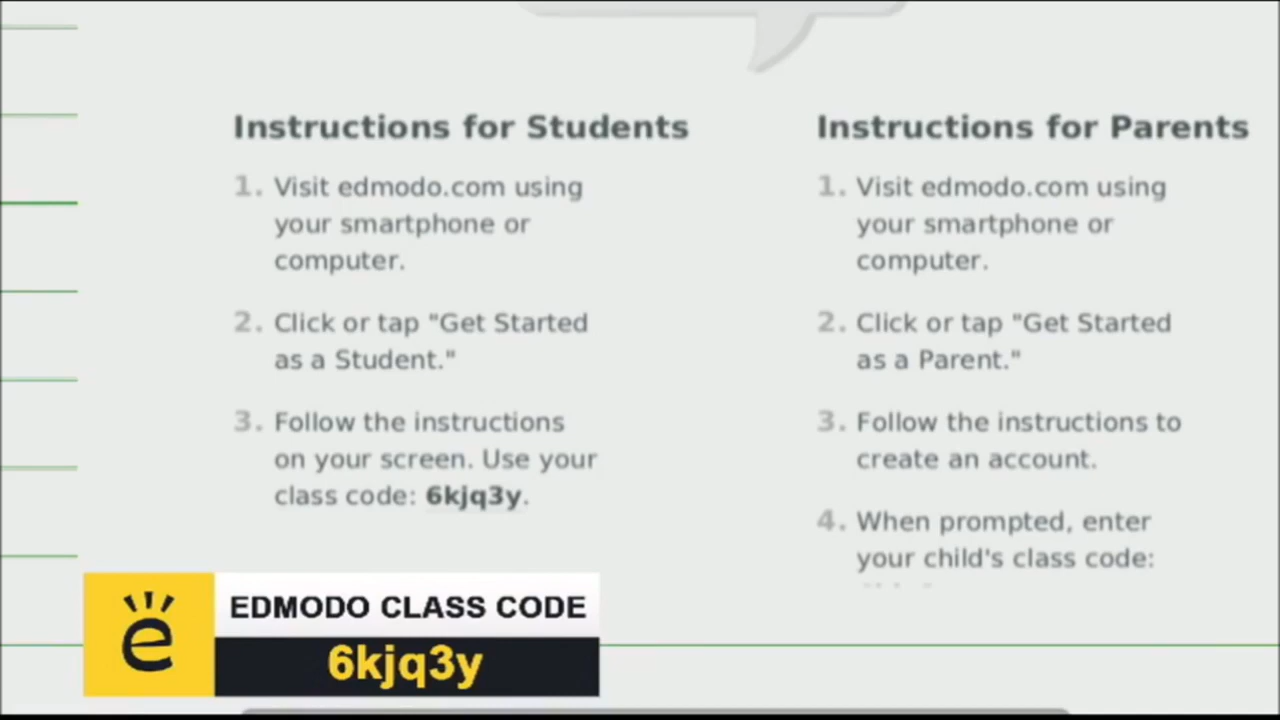 Instructions for Students
1. Visit edmodo.com using
your smartphone or
computer.
2. Click or tap "Get Started
as a Student."
3. Follow the instructions
on your screen. Use your
class code: 6kjq3y.
Instructions for Parents
1. Visit edmodo.com using
your smartphone or
computer.
2. Click or tap "Get Started
as a Parent."
3. Follow the instructions to
create an account.
4. When prompted, enter
your child's class code:
EDMODO CLASS CODE
6kjq3y